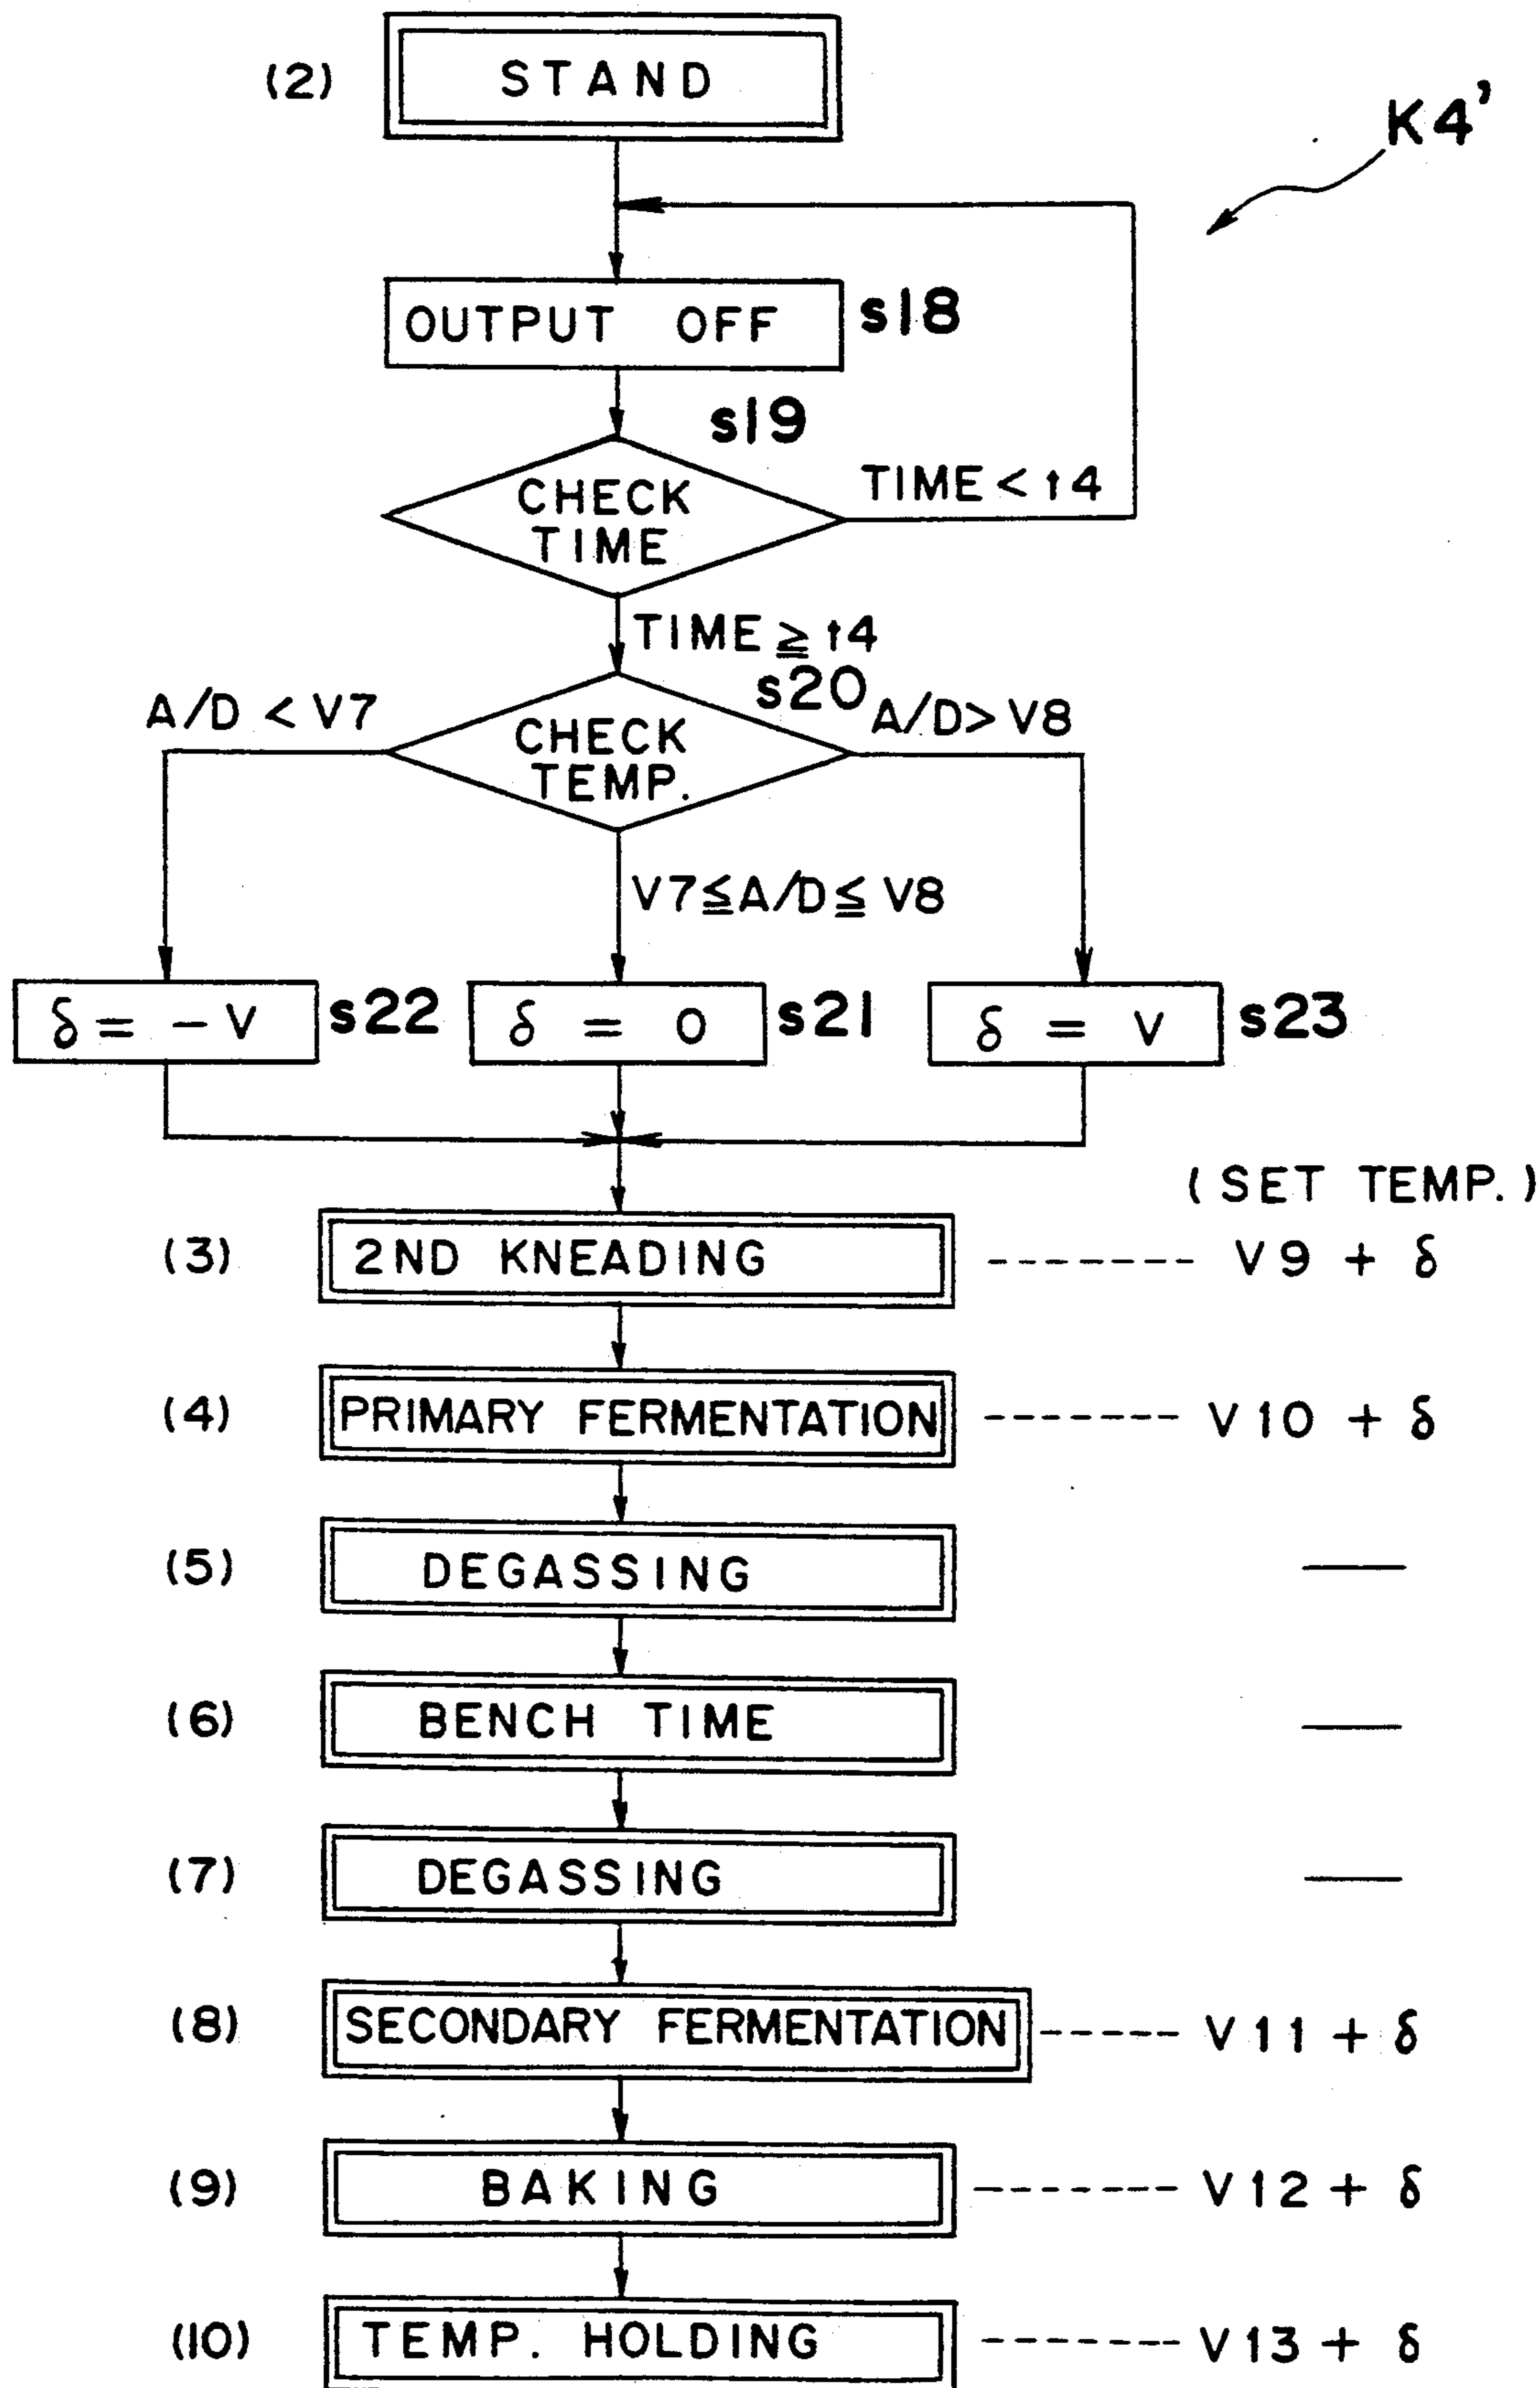 (2) STAND
K4'
OUTPUT OFF s18
s19
CHECK
TIME
TIME < t4
TIME ≧ t4
s20
A/D < V7
A/D > V8
CHECK
TEMP.
V7 ≦ A/D ≦ V8
δ = - V s22
δ = 0 s21
δ = V s23
( SET TEMP. )
(3) 2ND KNEADING ------- V9 + δ
(4) PRIMARY FERMENTATION ------- V10 + δ
(5) DEGASSING —
(6) BENCH TIME —
(7) DEGASSING —
(8) SECONDARY FERMENTATION ----- V11 + δ
(9) BAKING ------- V12 + δ
(10) TEMP. HOLDING ------- V13 + δ